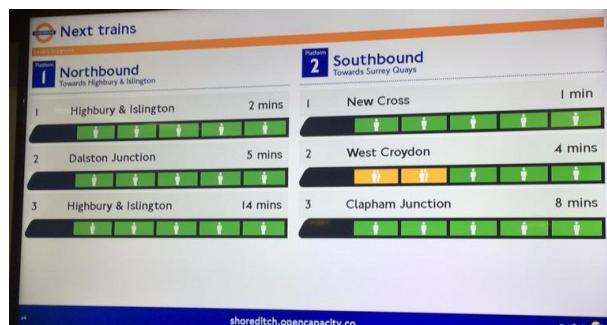 Next trains
Platform
1
Northbound
Towards Highbury & Islington
1 Highbury & Islington 2 mins
2 Dalston Junction 5 mins
3 Highbury & Islington 14 mins
Platform
2
Southbound
Towards Surrey Quays
1 New Cross 1 min
2 West Croydon 4 mins
3 Clapham Junction 8 mins
shoreditch.opencapacity.co